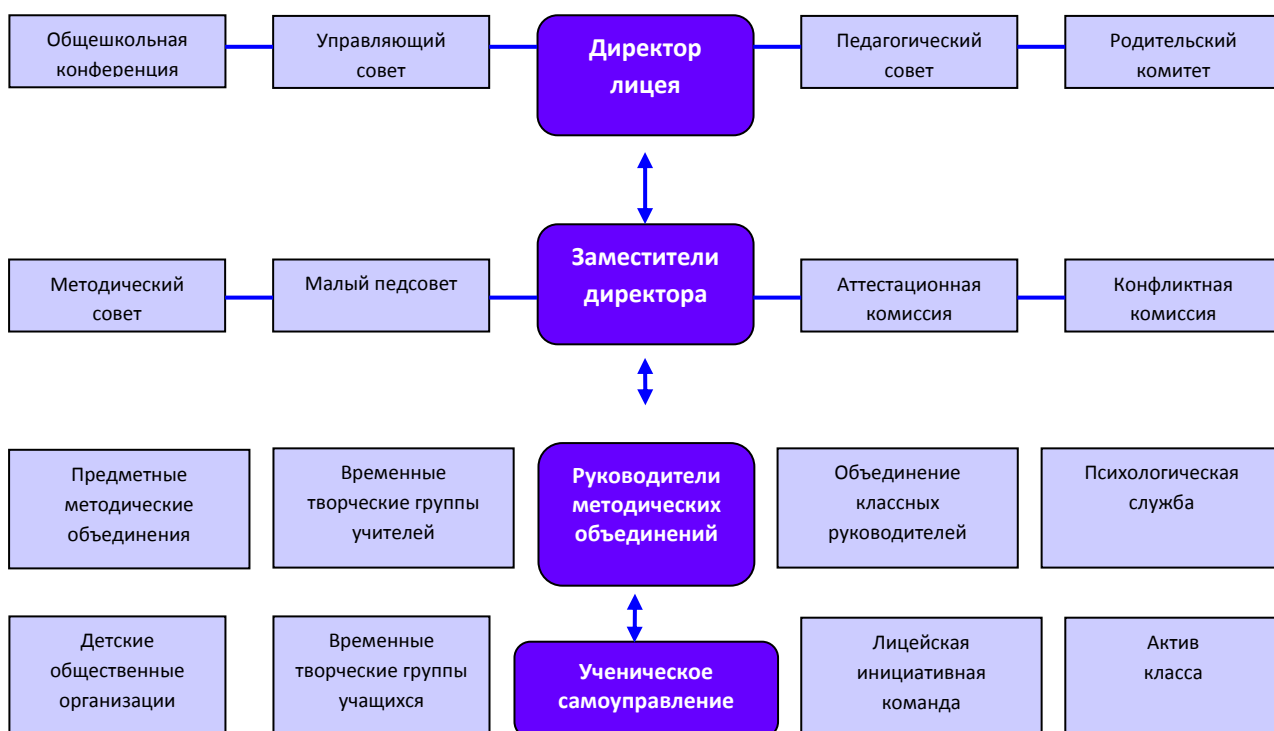 Общешкольная
конференция
Управляющий
совет
Директор
лицея
Педагогический
совет
Родительский
комитет
Методический
совет
Малый педсовет
Заместители
директора
Аттестационная
комиссия
Конфликтная
комиссия
Предметные
методические
объединения
Временные
творческие группы
учителей
Руководители
методических
объединений
Объединение
классных
руководителей
Психологическая
служба
Детские
общественные
организации
Временные
творческие группы
учащихся
Ученическое
самоуправление
Лицейская
инициативная
команда
Актив
класса